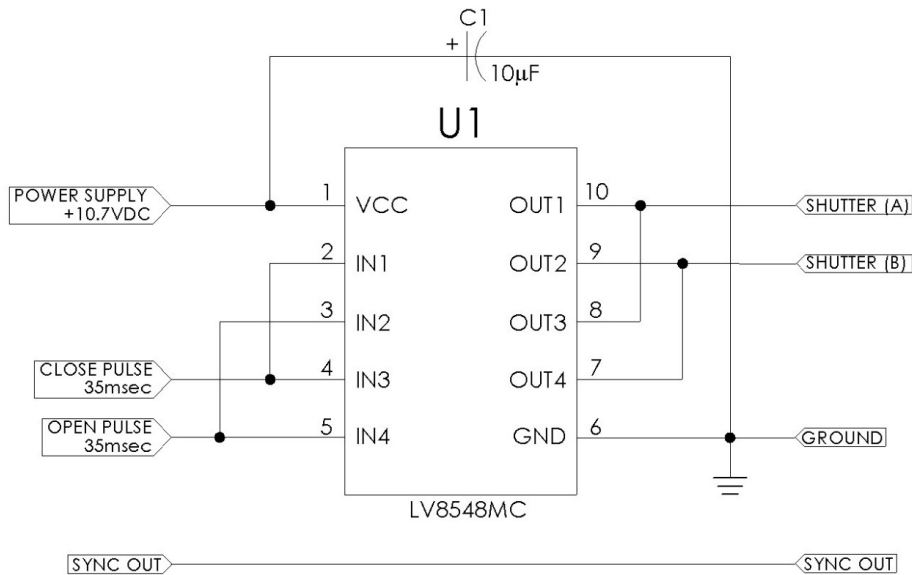 C1
+
10μF
U1
POWER SUPPLY
+10.7VDC
1
VCC
OUT1
10
SHUTTER (A)
2
IN1
OUT2
9
SHUTTER (B)
3
IN2
OUT3
8
CLOSE PULSE
35msec
4
IN3
OUT4
7
OPEN PULSE
35msec
5
IN4
GND
6
GROUND
LV8548MC
SYNC OUT
SYNC OUT